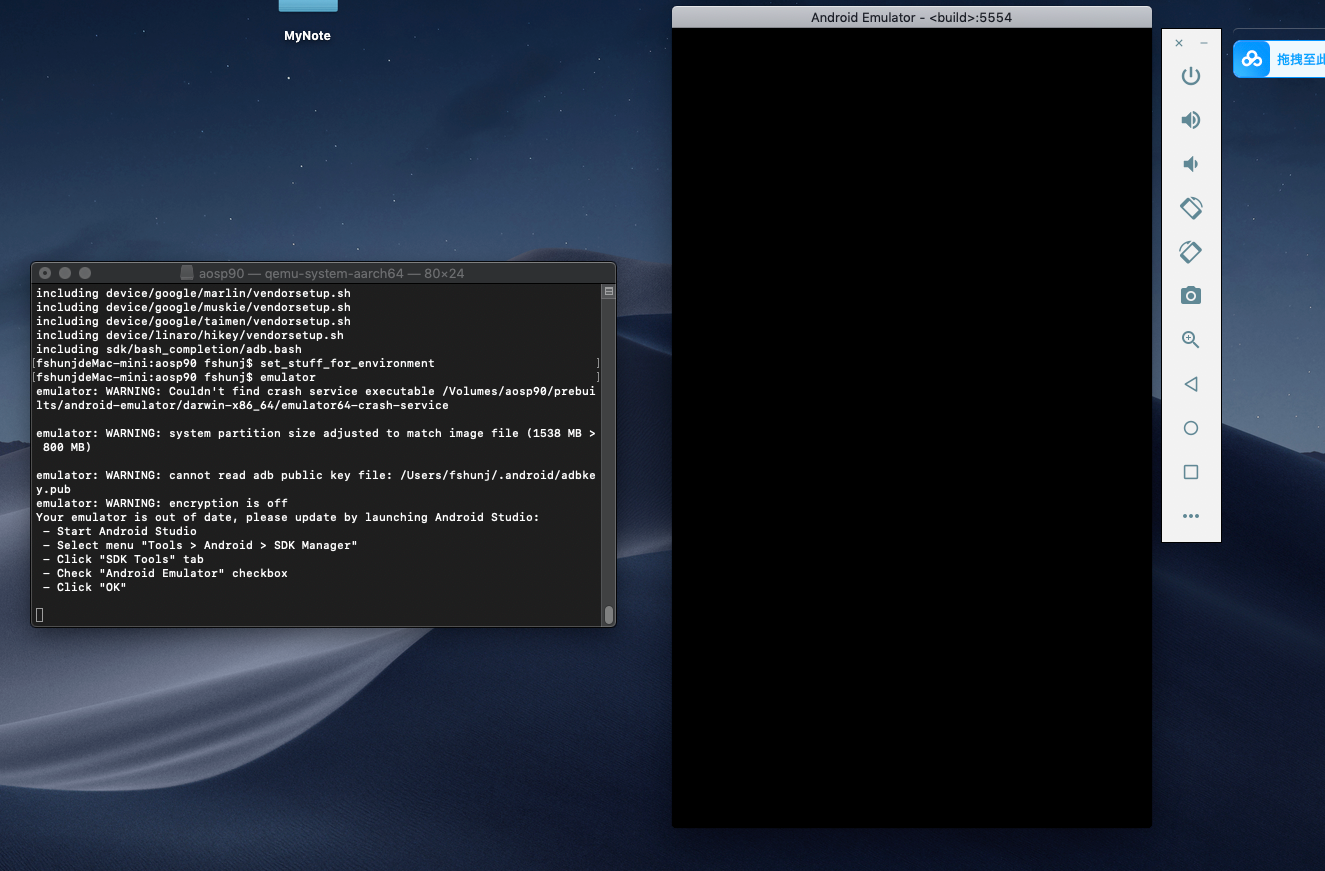 MyNote
Android Emulator - <build>:5554
拖拽至此
aosp90 — qemu-system-aarch64 — 80×24
including device/google/marlin/vendorsetup.sh
including device/google/muskie/vendorsetup.sh
including device/google/taimen/vendorsetup.sh
including device/linaro/hikey/vendorsetup.sh
including sdk/bash_completion/adb.bash
[fshunjdeMac-mini:aosp90 fshunj$ set_stuff_for_environment ]
[fshunjdeMac-mini:aosp90 fshunj$ emulator ]
emulator: WARNING: Couldn't find crash service executable /Volumes/aosp90/prebui
lts/android-emulator/darwin-x86_64/emulator64-crash-service
emulator: WARNING: system partition size adjusted to match image file (1538 MB >
800 MB)
emulator: WARNING: cannot read adb public key file: /Users/fshunj/.android/adbke
y.pub
emulator: WARNING: encryption is off
Your emulator is out of date, please update by launching Android Studio:
– Start Android Studio
– Select menu "Tools > Android > SDK Manager"
– Click "SDK Tools" tab
– Check "Android Emulator" checkbox
– Click "OK"